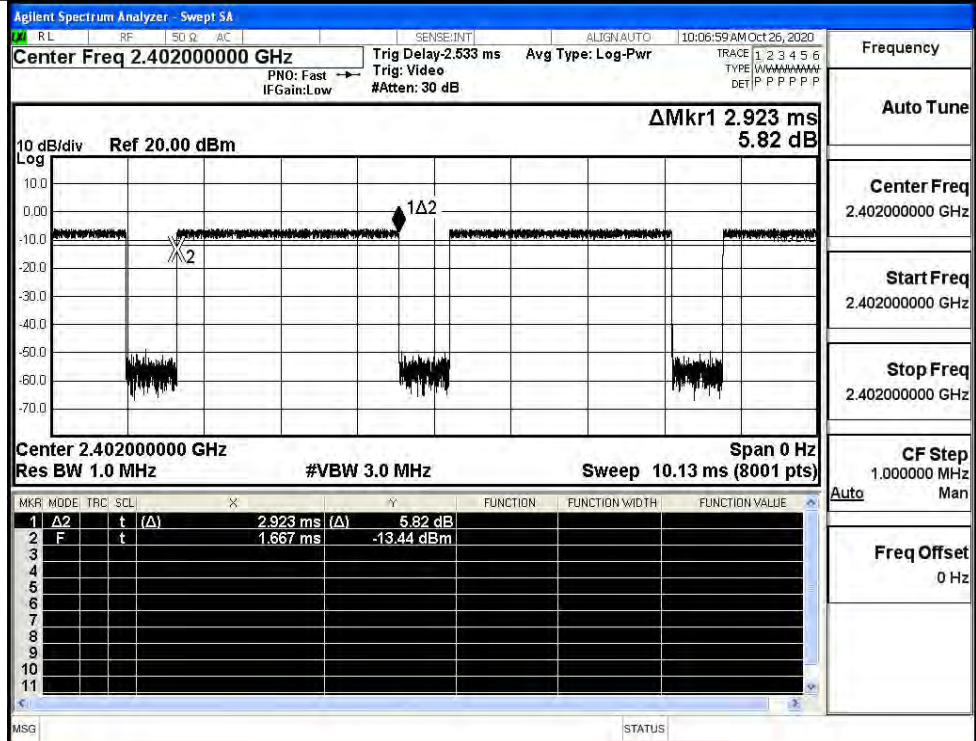 Agilent Spectrum Analyzer - Swept SA
RL RF 50 Ω AC SENSE:INT ALIGN AUTO 10:06:59 AM Oct 26, 2020
Center Freq 2.402000000 GHz
PNO: Fast
IFGain:Low
Trig Delay-2.533 ms
Trig: Video
#Atten: 30 dB
Avg Type: Log-Pwr
TRACE 1 2 3 4 5 6
TYPE WWWWWW
DET P P P P P P
ΔMkr1 2.923 ms
5.82 dB
10 dB/div Ref 20.00 dBm
Log
10.0
0.00
-10.0
-20.0
-30.0
-40.0
-50.0
-60.0
-70.0
1Δ2
2
Center 2.402000000 GHz Span 0 Hz
Res BW 1.0 MHz #VBW 3.0 MHz Sweep 10.13 ms (8001 pts)
MKR MODE TRC SCL X Y FUNCTION FUNCTION WIDTH FUNCTION VALUE
1 Δ2 t (Δ) 2.923 ms (Δ) 5.82 dB
2 F t 1.667 ms -13.44 dBm
3
4
5
6
7
8
9
10
11
MSG STATUS
Frequency
Auto Tune
Center Freq
2.402000000 GHz
Start Freq
2.402000000 GHz
Stop Freq
2.402000000 GHz
CF Step
1.000000 MHz
Auto Man
Freq Offset
0 Hz